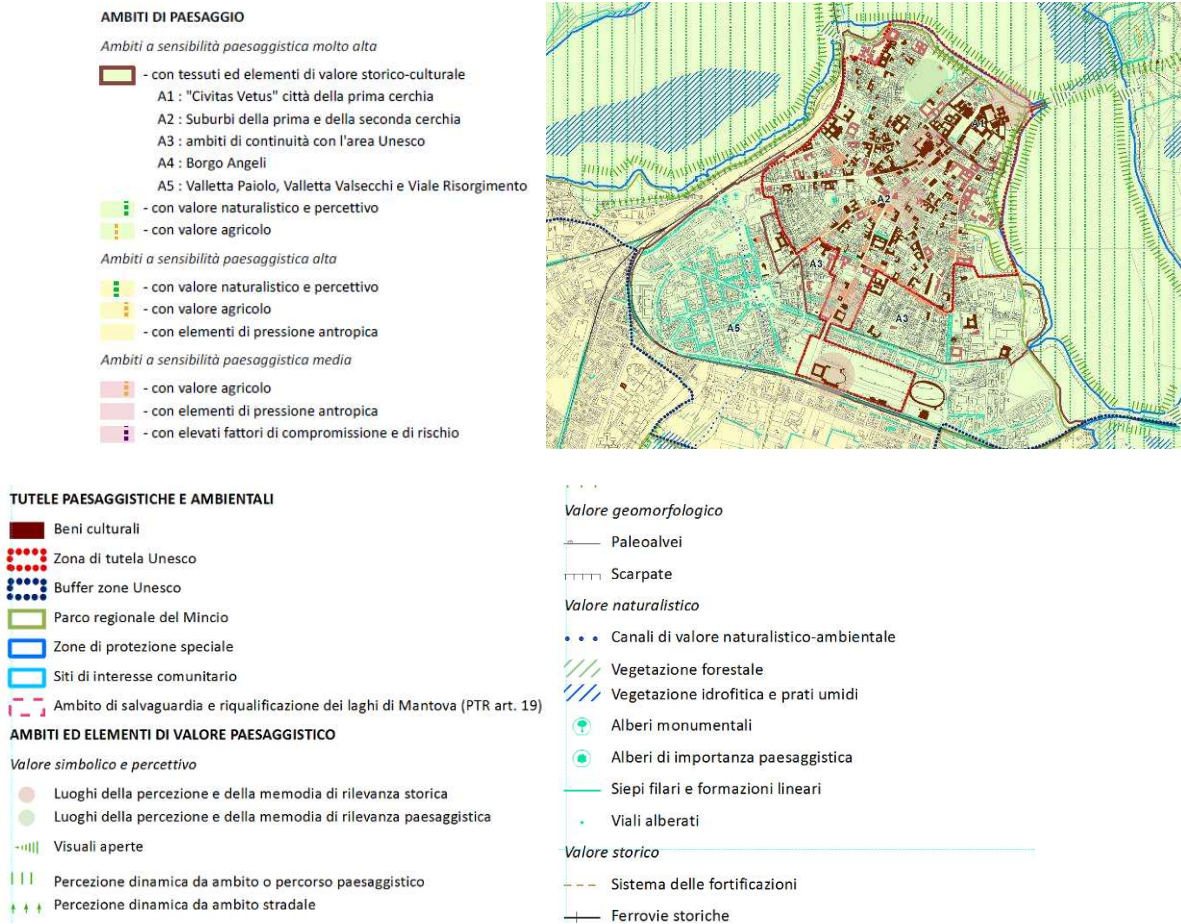 AMBITI DI PAESAGGIO
Ambiti a sensibilità paesaggistica molto alta
- con tessuti ed elementi di valore storico-culturale
A1 : "Civitas Vetus" città della prima cerchia
A2 : Suburbi della prima e della seconda cerchia
A3 : ambiti di continuità con l'area Unesco
A4 : Borgo Angeli
A5 : Valletta Paiolo, Valletta Valsecchi e Viale Risorgimento
- con valore naturalistico e percettivo
- con valore agricolo
Ambiti a sensibilità paesaggistica alta
- con valore naturalistico e percettivo
- con valore agricolo
- con elementi di pressione antropica
Ambiti a sensibilità paesaggistica media
- con valore agricolo
- con elementi di pressione antropica
- con elevati fattori di compromissione e di rischio
A1
A2
A3
A3
A5
TUTELE PAESAGGISTICHE E AMBIENTALI
Beni culturali
Zona di tutela Unesco
Buffer zone Unesco
Parco regionale del Mincio
Zone di protezione speciale
Siti di interesse comunitario
Ambito di salvaguardia e riqualificazione dei laghi di Mantova (PTR art. 19)
AMBITI ED ELEMENTI DI VALORE PAESAGGISTICO
Valore simbolico e percettivo
Luoghi della percezione e della memodia di rilevanza storica
Luoghi della percezione e della memodia di rilevanza paesaggistica
Visuali aperte
Percezione dinamica da ambito o percorso paesaggistico
Percezione dinamica da ambito stradale
Valore geomorfologico
Paleoalvei
Scarpate
Valore naturalistico
Canali di valore naturalistico-ambientale
Vegetazione forestale
Vegetazione idrofitica e prati umidi
Alberi monumentali
Alberi di importanza paesaggistica
Siepi filari e formazioni lineari
Viali alberati
Valore storico
Sistema delle fortificazioni
Ferrovie storiche